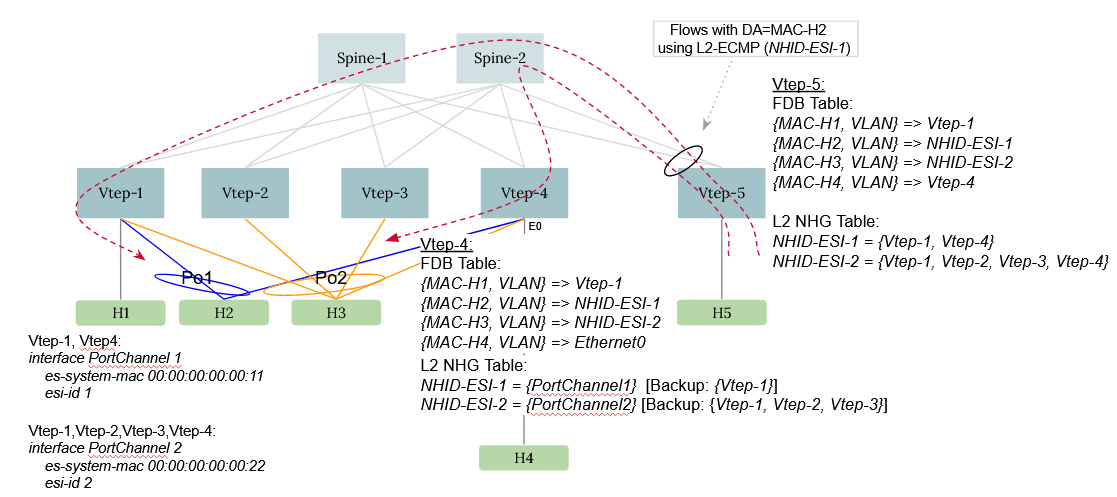 Flows with DA=MAC-H2
using L2-ECMP (NHID-ESI-1)
Spine-1
Spine-2
Vtep-5:
FDB Table:
{MAC-H1, VLAN} => Vtep-1
{MAC-H2, VLAN} => NHID-ESI-1
{MAC-H3, VLAN} => NHID-ESI-2
{MAC-H4, VLAN} => Vtep-4
L2 NHG Table:
NHID-ESI-1 = {Vtep-1, Vtep-4}
NHID-ESI-2 = {Vtep-1, Vtep-2, Vtep-3, Vtep-4}
Vtep-1
Vtep-2
Vtep-3
Vtep-4
Vtep-5
E0
Vtep-4:
FDB Table:
{MAC-H1, VLAN} => Vtep-1
{MAC-H2, VLAN} => NHID-ESI-1
{MAC-H3, VLAN} => NHID-ESI-2
{MAC-H4, VLAN} => Ethernet0
L2 NHG Table:
NHID-ESI-1 = {PortChannel1} [Backup: {Vtep-1}]
NHID-ESI-2 = {PortChannel2} [Backup: {Vtep-1, Vtep-2, Vtep-3}]
Po1
Po2
H1
H2
H3
H5
Vtep-1, Vtep4:
interface PortChannel 1
es-system-mac 00:00:00:00:00:11
esi-id 1
Vtep-1,Vtep-2,Vtep-3,Vtep-4:
interface PortChannel 2
es-system-mac 00:00:00:00:00:22
esi-id 2
H4